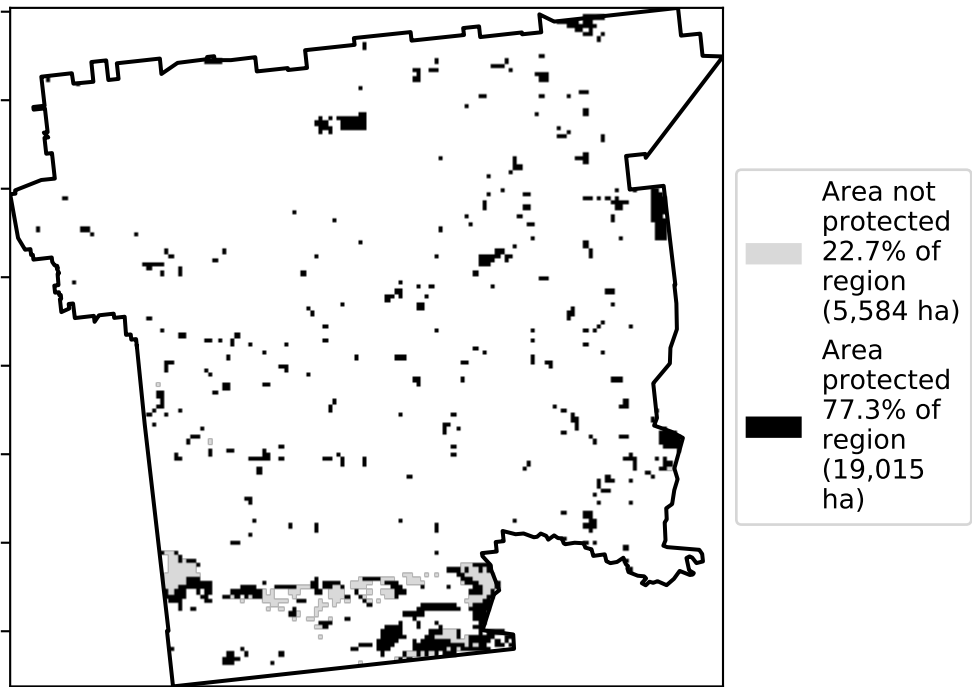 Area not
protected
22.7% of
region
(5,584 ha)
Area
protected
77.3% of
region
(19,015
ha)